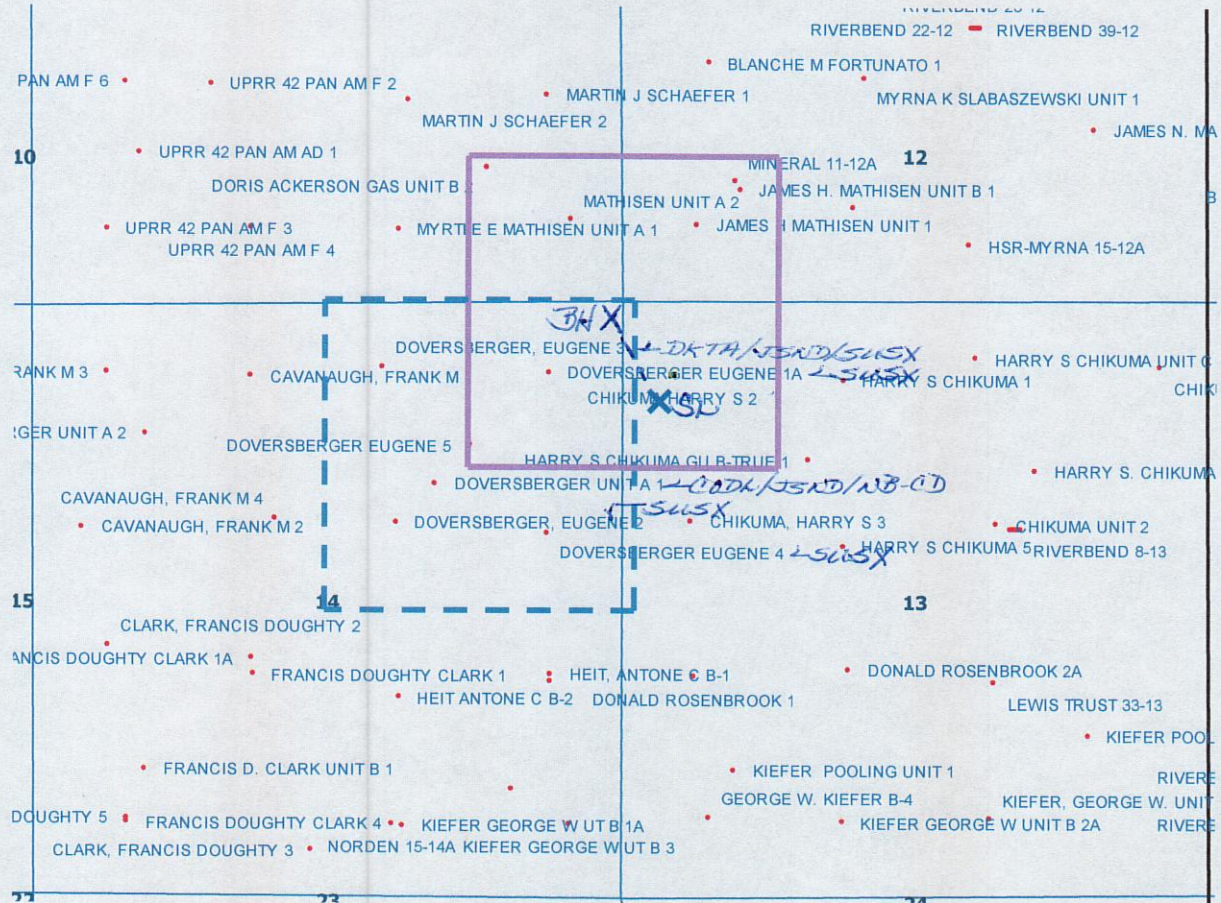 RIVERBEND 22-12 RIVERBEND 39-12
BLANCHE M FORTUNATO 1
PAN AM F 6 UPRR 42 PAN AM F 2
MARTIN J SCHAEFER 1
MYRNA K SLABASZEWSKI UNIT 1
MARTIN J SCHAEFER 2
JAMES N. MA
10 UPRR 42 PAN AM AD 1
12
MINERAL 11-12A
DORIS ACKERSON GAS UNIT B 2
JAMES H. MATHISEN UNIT B 1
B
MATHISEN UNIT A 2
UPRR 42 PAN AM F 3 MYRTLE E MATHISEN UNIT A 1 JAMES H MATHISEN UNIT 1
UPRR 42 PAN AM F 4
HSR-MYRNA 15-12A
BH X
DOVERSBERGER, EUGENE 3 DKTA/JSND/SUSX
HARRY S CHIKUMA UNIT C
RANK M 3 CAVANAUGH, FRANK M DOVERSBERGER EUGENE 1A SUSX
HARRY S CHIKUMA 1
CHIK
CHIKUMA HARRY S 2
X SL
GER UNIT A 2
DOVERSBERGER EUGENE 5
HARRY S CHIKUMA GU B-TRUE 1
HARRY S. CHIKUMA
DOVERSBERGER UNIT A 1 CODL/JSND/NB-CD
CAVANAUGH, FRANK M 4
SUSX
CAVANAUGH, FRANK M 2 DOVERSBERGER, EUGENE 2 CHIKUMA, HARRY S 3 CHIKUMA UNIT 2
DOVERSBERGER EUGENE 4 SUSX HARRY S CHIKUMA 5 RIVERBEND 8-13
15 14 13
CLARK, FRANCIS DOUGHTY 2
ANCIS DOUGHTY CLARK 1A
FRANCIS DOUGHTY CLARK 1 HEIT, ANTONE C B-1 DONALD ROSENBROOK 2A
HEIT ANTONE C B-2 DONALD ROSENBROOK 1
LEWIS TRUST 33-13
KIEFER POOL
FRANCIS D. CLARK UNIT B 1 KIEFER POOLING UNIT 1
RIVERE
GEORGE W. KIEFER B-4 KIEFER, GEORGE W. UNIT
DOUGHTY 5 FRANCIS DOUGHTY CLARK 4 KIEFER GEORGE W UT B 1A KIEFER GEORGE W UNIT B 2A RIVERE
CLARK, FRANCIS DOUGHTY 3 NORDEN 15-14A KIEFER GEORGE W UT B 3
22 23 24